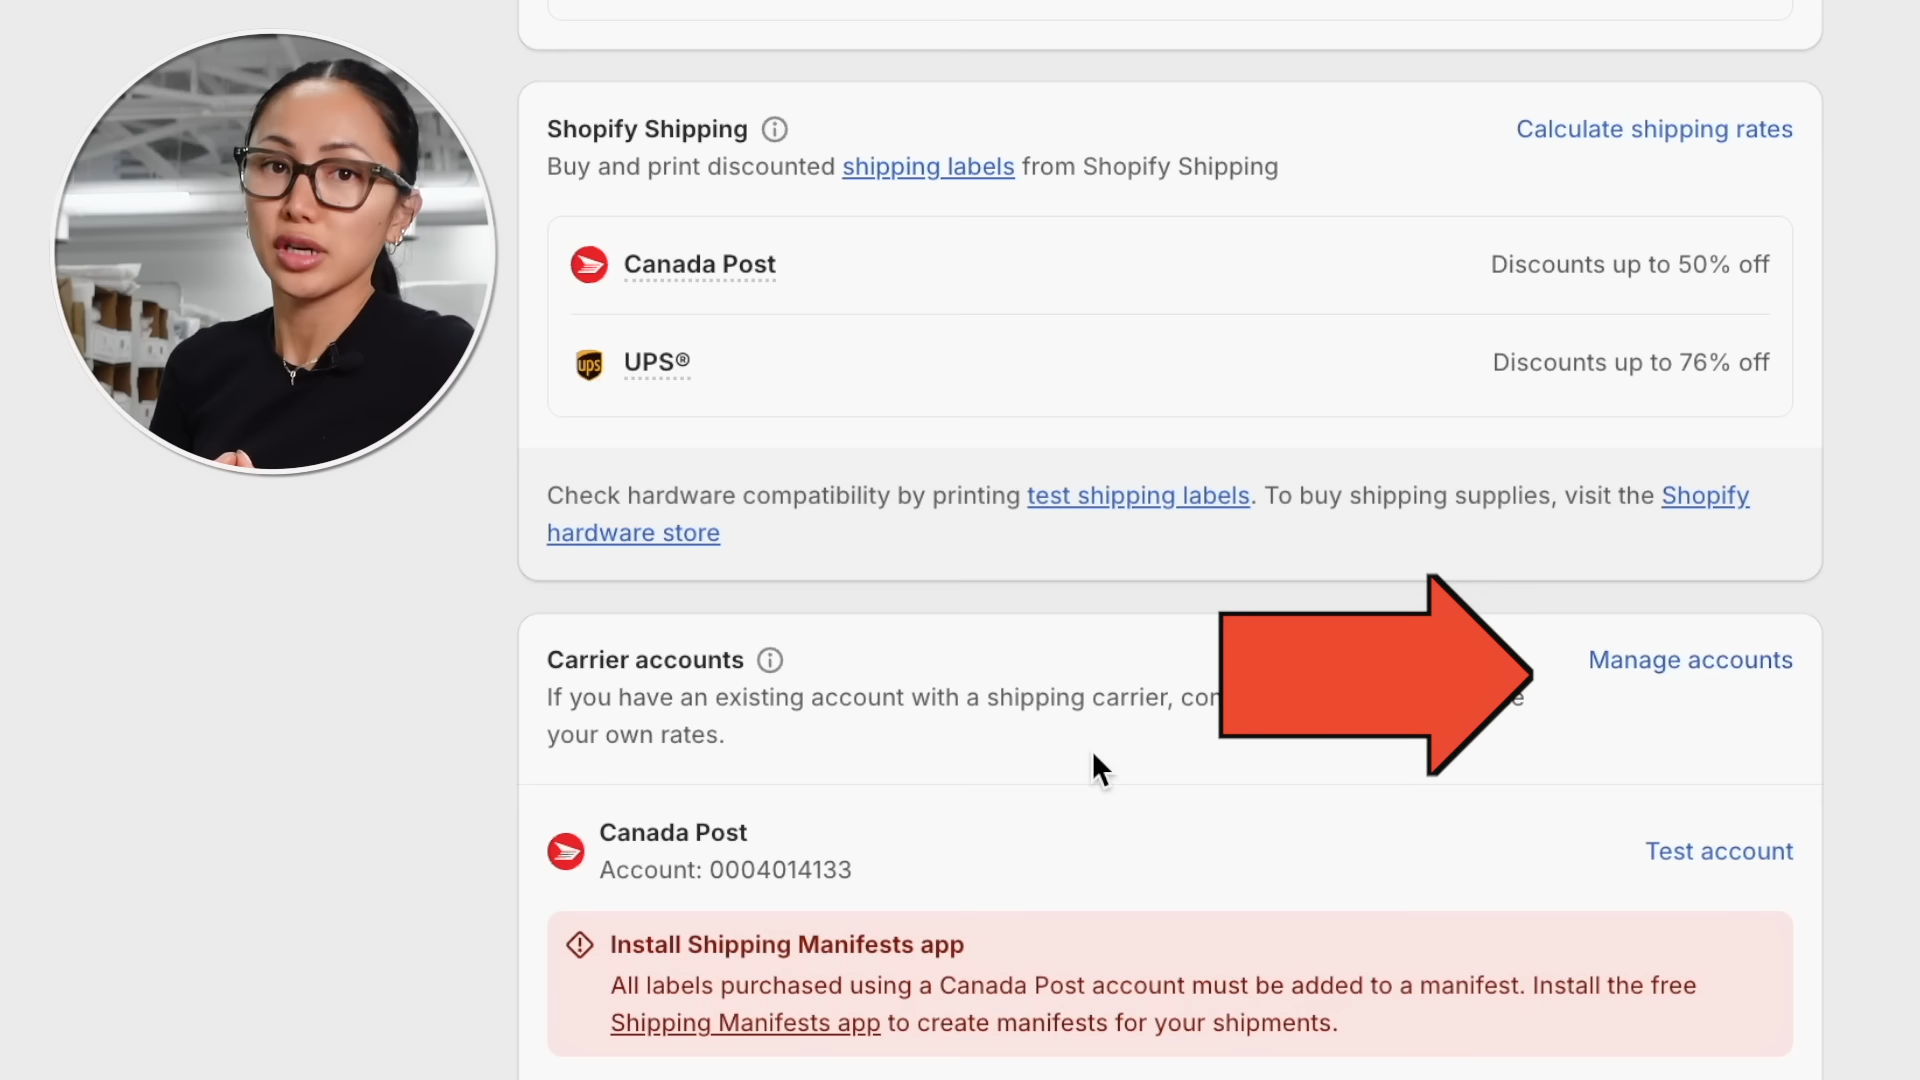 Shopify Shipping
Calculate shipping rates
Buy and print discounted shipping labels from Shopify Shipping
Canada Post
Discounts up to 50% off
ups
UPS®
Discounts up to 76% off
Check hardware compatibility by printing test shipping labels. To buy shipping supplies, visit the Shopify
hardware store
Carrier accounts
Manage accounts
If you have an existing account with a shipping carrier,
your own rates.
Canada Post
Account: 0004014133
Test account
Install Shipping Manifests app
All labels purchased using a Canada Post account must be added to a manifest. Install the free
Shipping Manifests app to create manifests for your shipments.